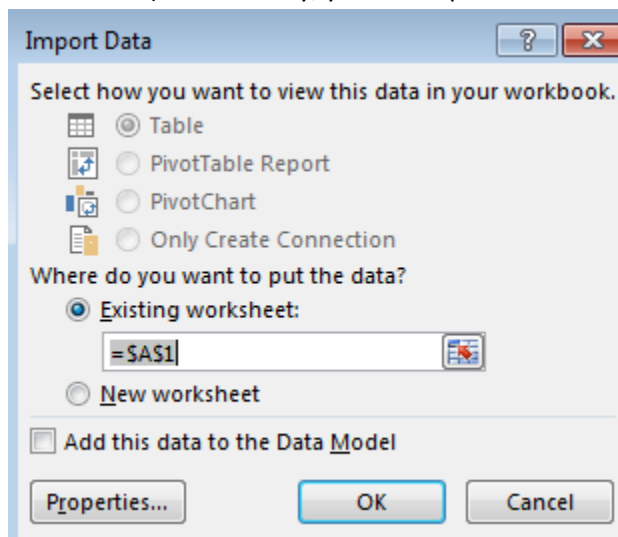 Import Data
Select how you want to view this data in your workbook.
Table
PivotTable Report
PivotChart
Only Create Connection
Where do you want to put the data?
Existing worksheet:
=$A$1
New worksheet
Add this data to the Data Model
Properties...
OK
Cancel